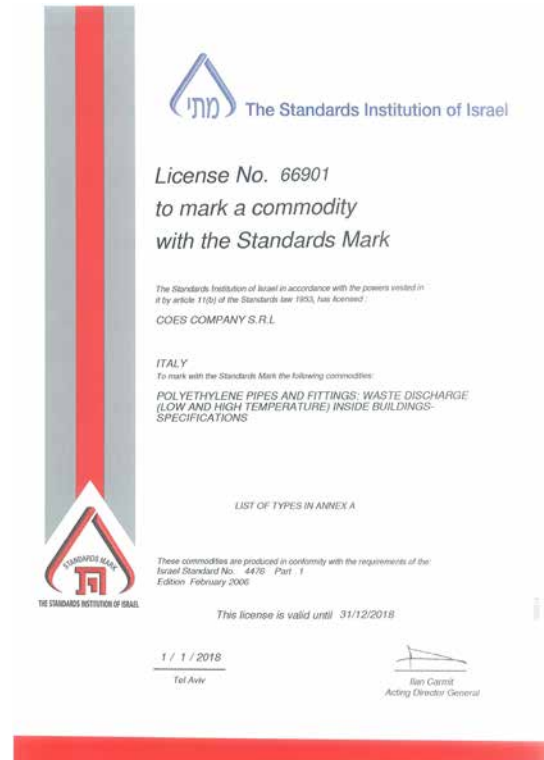 מתי
The Standards Institution of Israel
License No. 66901
to mark a commodity
with the Standards Mark
The Standards Institution of Israel in accordance with the powers vested in
it by article 11(b) of the Standards law 1953, has licensed :
COES COMPANY S.R.L
ITALY
To mark with the Standards Mark the following commodities:
POLYETHYLENE PIPES AND FITTINGS: WASTE DISCHARGE
(LOW AND HIGH TEMPERATURE) INSIDE BUILDINGS-
SPECIFICATIONS
LIST OF TYPES IN ANNEX A
STANDARDS MARK
THE STANDARDS INSTITUTION OF ISRAEL
These commodities are produced in conformity with the requirements of the:
Israel Standard No. 4476 Part 1
Edition February 2006
This license is valid until 31/12/2018
1 / 1 / 2018
Tel Aviv
Ilan Carmit
Acting Director General